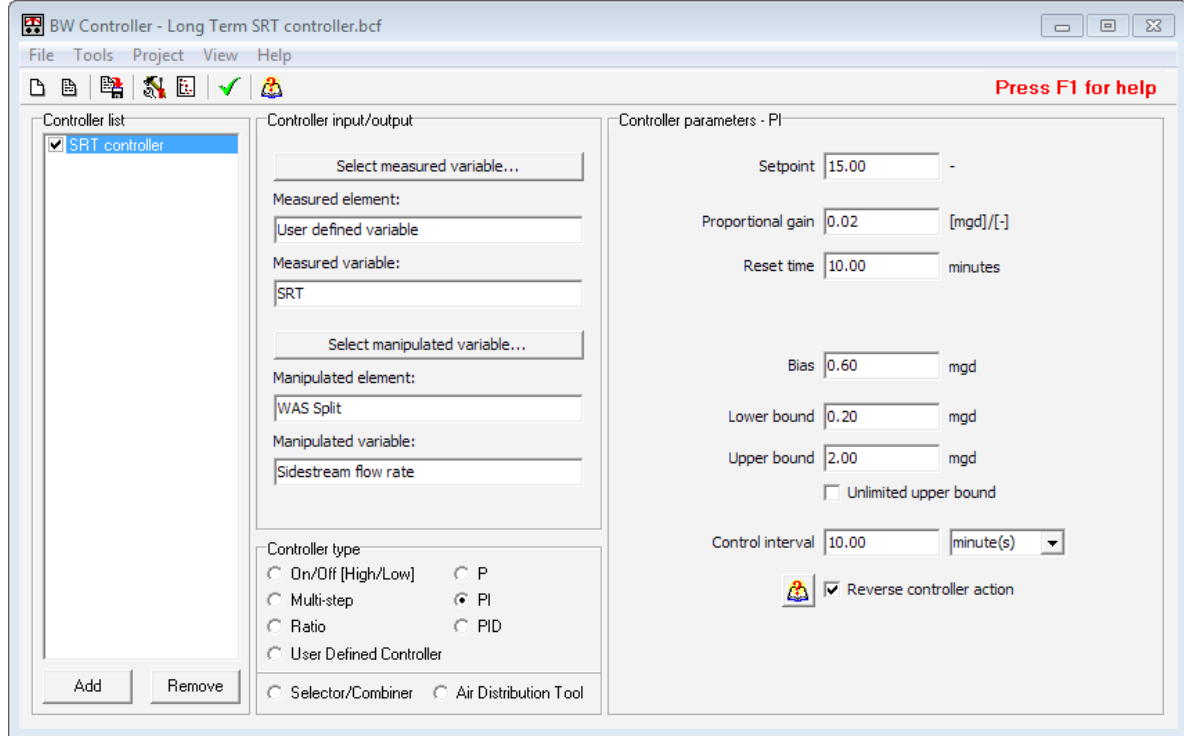 BW Controller - Long Term SRT controller.bcf
File Tools Project View Help
Press F1 for help
Controller list
SRT controller
Add Remove
Controller input/output
Select measured variable...
Measured element:
User defined variable
Measured variable:
SRT
Select manipulated variable...
Manipulated element:
WAS Split
Manipulated variable:
Sidestream flow rate
Controller type
On/Off [High/Low] P
Multi-step PI
Ratio PID
User Defined Controller
Selector/Combiner Air Distribution Tool
Controller parameters - PI
Setpoint 15.00 -
Proportional gain 0.02 [mgd]/[-]
Reset time 10.00 minutes
Bias 0.60 mgd
Lower bound 0.20 mgd
Upper bound 2.00 mgd
Unlimited upper bound
Control interval 10.00 minute(s)
Reverse controller action